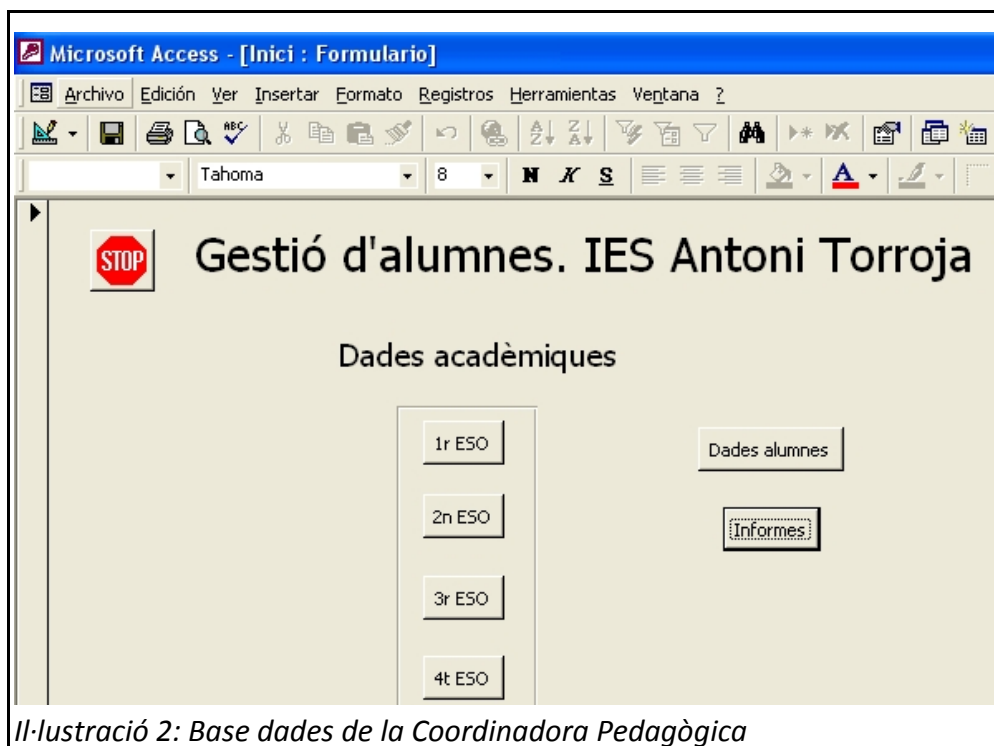 Microsoft Access - [Inici : Formulario]
Archivo Edición Ver Insertar Formato Registros Herramientas Ventana ?
Tahoma 8 N K S A
STOP Gestió d'alumnes. IES Antoni Torroja
Dades acadèmiques
1r ESO
Dades alumnes
2n ESO
Informes
3r ESO
4t ESO
Il·lustració 2: Base dades de la Coordinadora Pedagògica